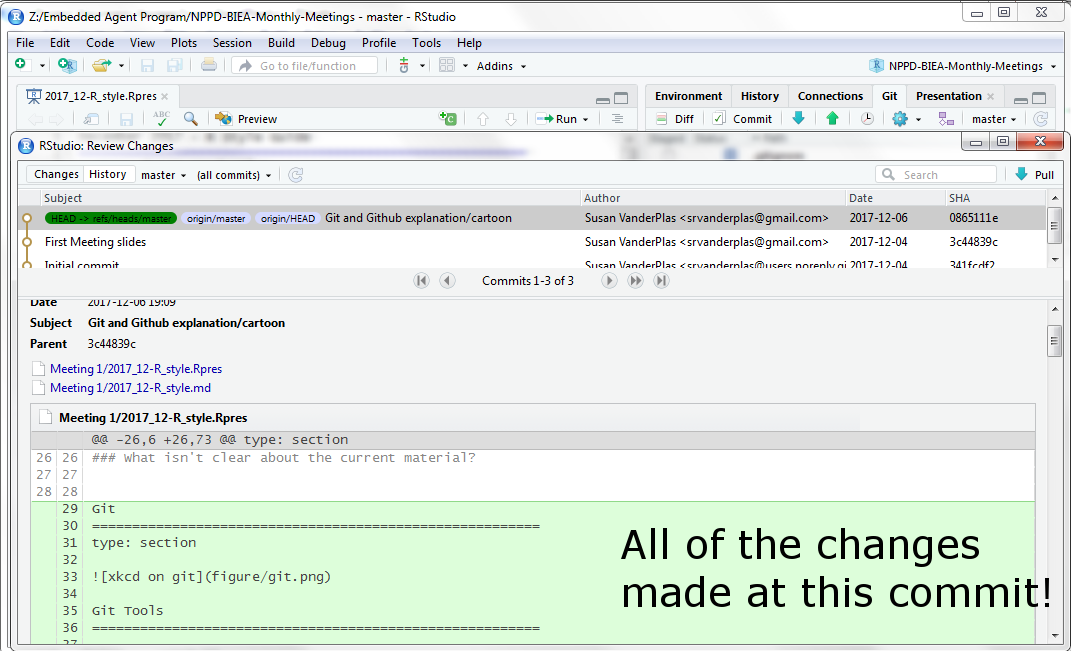 Z:/Embedded Agent Program/NPPD-BIEA-Monthly-Meetings - master - RStudio
File Edit Code View Plots Session Build Debug Profile Tools Help
Go to file/function Addins NPPD-BIEA-Monthly-Meetings
2017_12-R_style.Rpres Environment History Connections Git Presentation
ABC Preview Run Diff Commit master
RStudio: Review Changes
Changes History master (all commits) Search Pull
Subject Author Date SHA
HEAD -> refs/heads/master origin/master origin/HEAD Git and Github explanation/cartoon Susan VanderPlas <srvanderplas@gmail.com> 2017-12-06 0865111e
First Meeting slides Susan VanderPlas <srvanderplas@gmail.com> 2017-12-04 3c44839c
Initial commit Susan VanderPlas <srvanderplas@users.noreply.gi 2017-12-04 341fcdf2
Commits 1-3 of 3
Date 2017-12-06 19:09
Subject Git and Github explanation/cartoon
Parent 3c44839c
Meeting 1/2017_12-R_style.Rpres
Meeting 1/2017_12-R_style.md
Meeting 1/2017_12-R_style.Rpres
@@ -26,6 +26,73 @@ type: section
26 26 ### What isn't clear about the current material?
27 27
28 28
29 Git
30 ========================================================
31 type: section
32
33 ![xkcd on git](figure/git.png)
34
35 Git Tools
36 ========================================================
37
All of the changes
made at this commit!